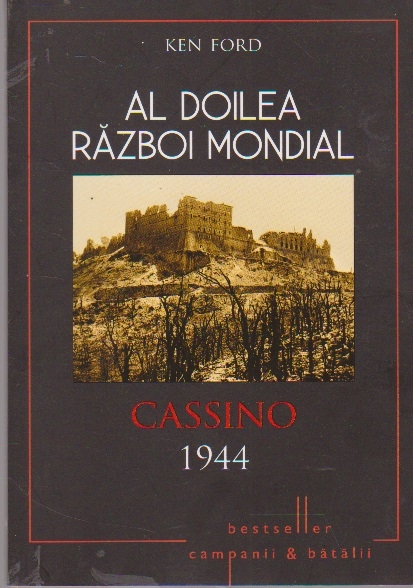 KEN FORD
AL DOILEA
RĂZBOI MONDIAL
CASSINO
1944
bestseller
campanii & bătălii